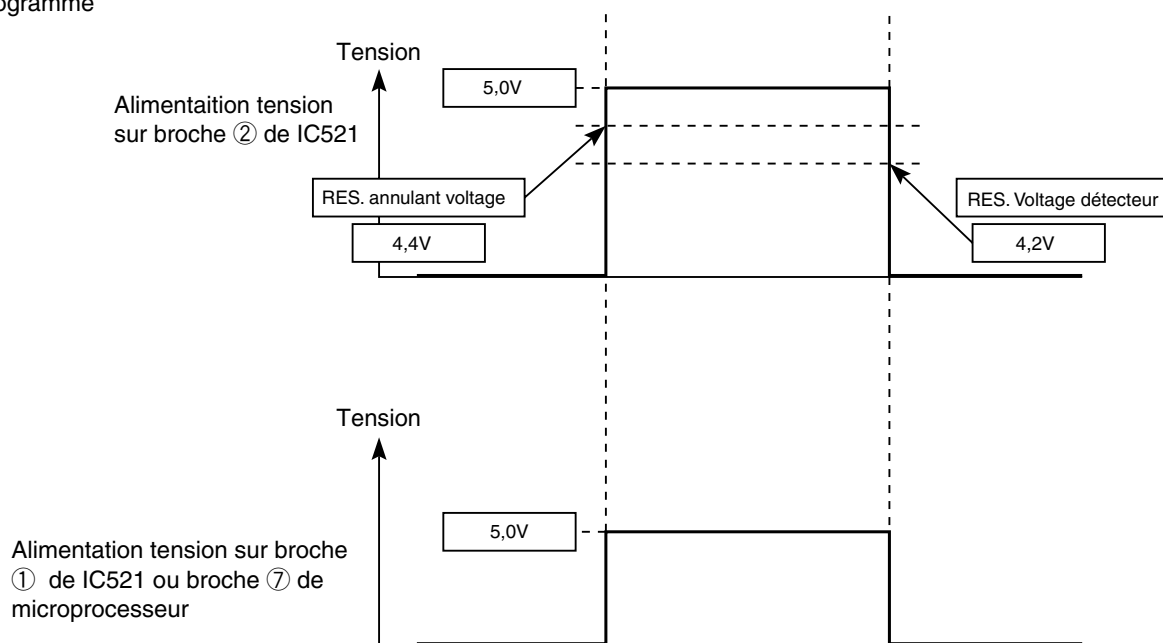 Tension
5,0V
Alimentaition tension
sur broche ② de IC521
RES. annulant voltage
RES. Voltage détecteur
4,4V
4,2V
Tension
5,0V
Alimentation tension sur broche
① de IC521 ou broche ⑦ de
microprocesseur